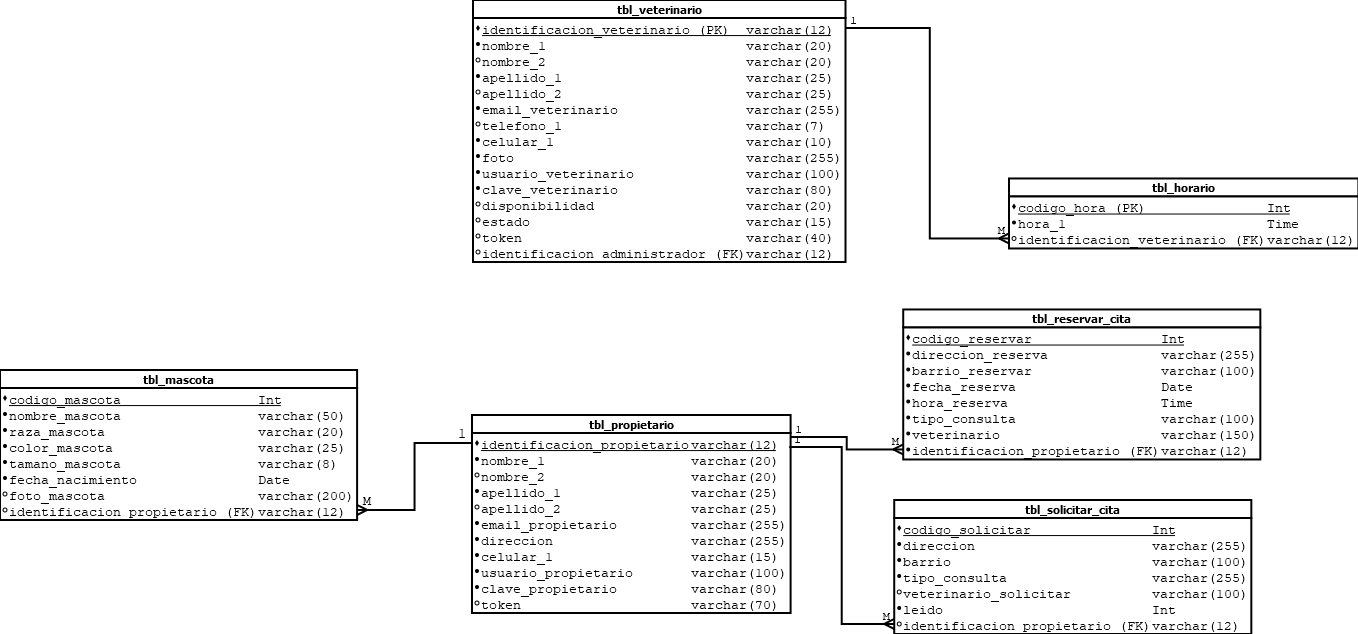 tbl_veterinario
identificacion_veterinario (PK) varchar(12)
nombre_1 varchar(20)
nombre_2 varchar(20)
apellido_1 varchar(25)
apellido_2 varchar(25)
email_veterinario varchar(255)
telefono_1 varchar(7)
celular_1 varchar(10)
foto varchar(255)
usuario_veterinario varchar(100)
clave_veterinario varchar(80)
disponibilidad varchar(20)
estado varchar(15)
token varchar(40)
identificacion_administrador (FK) varchar(12)
1
M
tbl_horario
codigo_hora (PK) Int
hora_1 Time
identificacion_veterinario (FK) varchar(12)
tbl_mascota
codigo_mascota Int
nombre_mascota varchar(50)
raza_mascota varchar(20)
color_mascota varchar(25)
tamano_mascota varchar(8)
fecha_nacimiento Date
foto_mascota varchar(200)
identificacion_propietario (FK) varchar(12)
M
1
tbl_propietario
identificacion_propietario varchar(12)
nombre_1 varchar(20)
nombre_2 varchar(20)
apellido_1 varchar(25)
apellido_2 varchar(25)
email_propietario varchar(255)
direccion varchar(255)
celular_1 varchar(15)
usuario_propietario varchar(100)
clave_propietario varchar(80)
token varchar(70)
1
1
M
tbl_reservar_cita
codigo_reservar Int
direccion_reserva varchar(255)
barrio_reservar varchar(100)
fecha_reserva Date
hora_reserva Time
tipo_consulta varchar(100)
veterinario varchar(150)
identificacion_propietario (FK) varchar(12)
M
tbl_solicitar_cita
codigo_solicitar Int
direccion varchar(255)
barrio varchar(100)
tipo_consulta varchar(255)
veterinario_solicitar varchar(100)
leido Int
identificacion_propietario (FK) varchar(12)